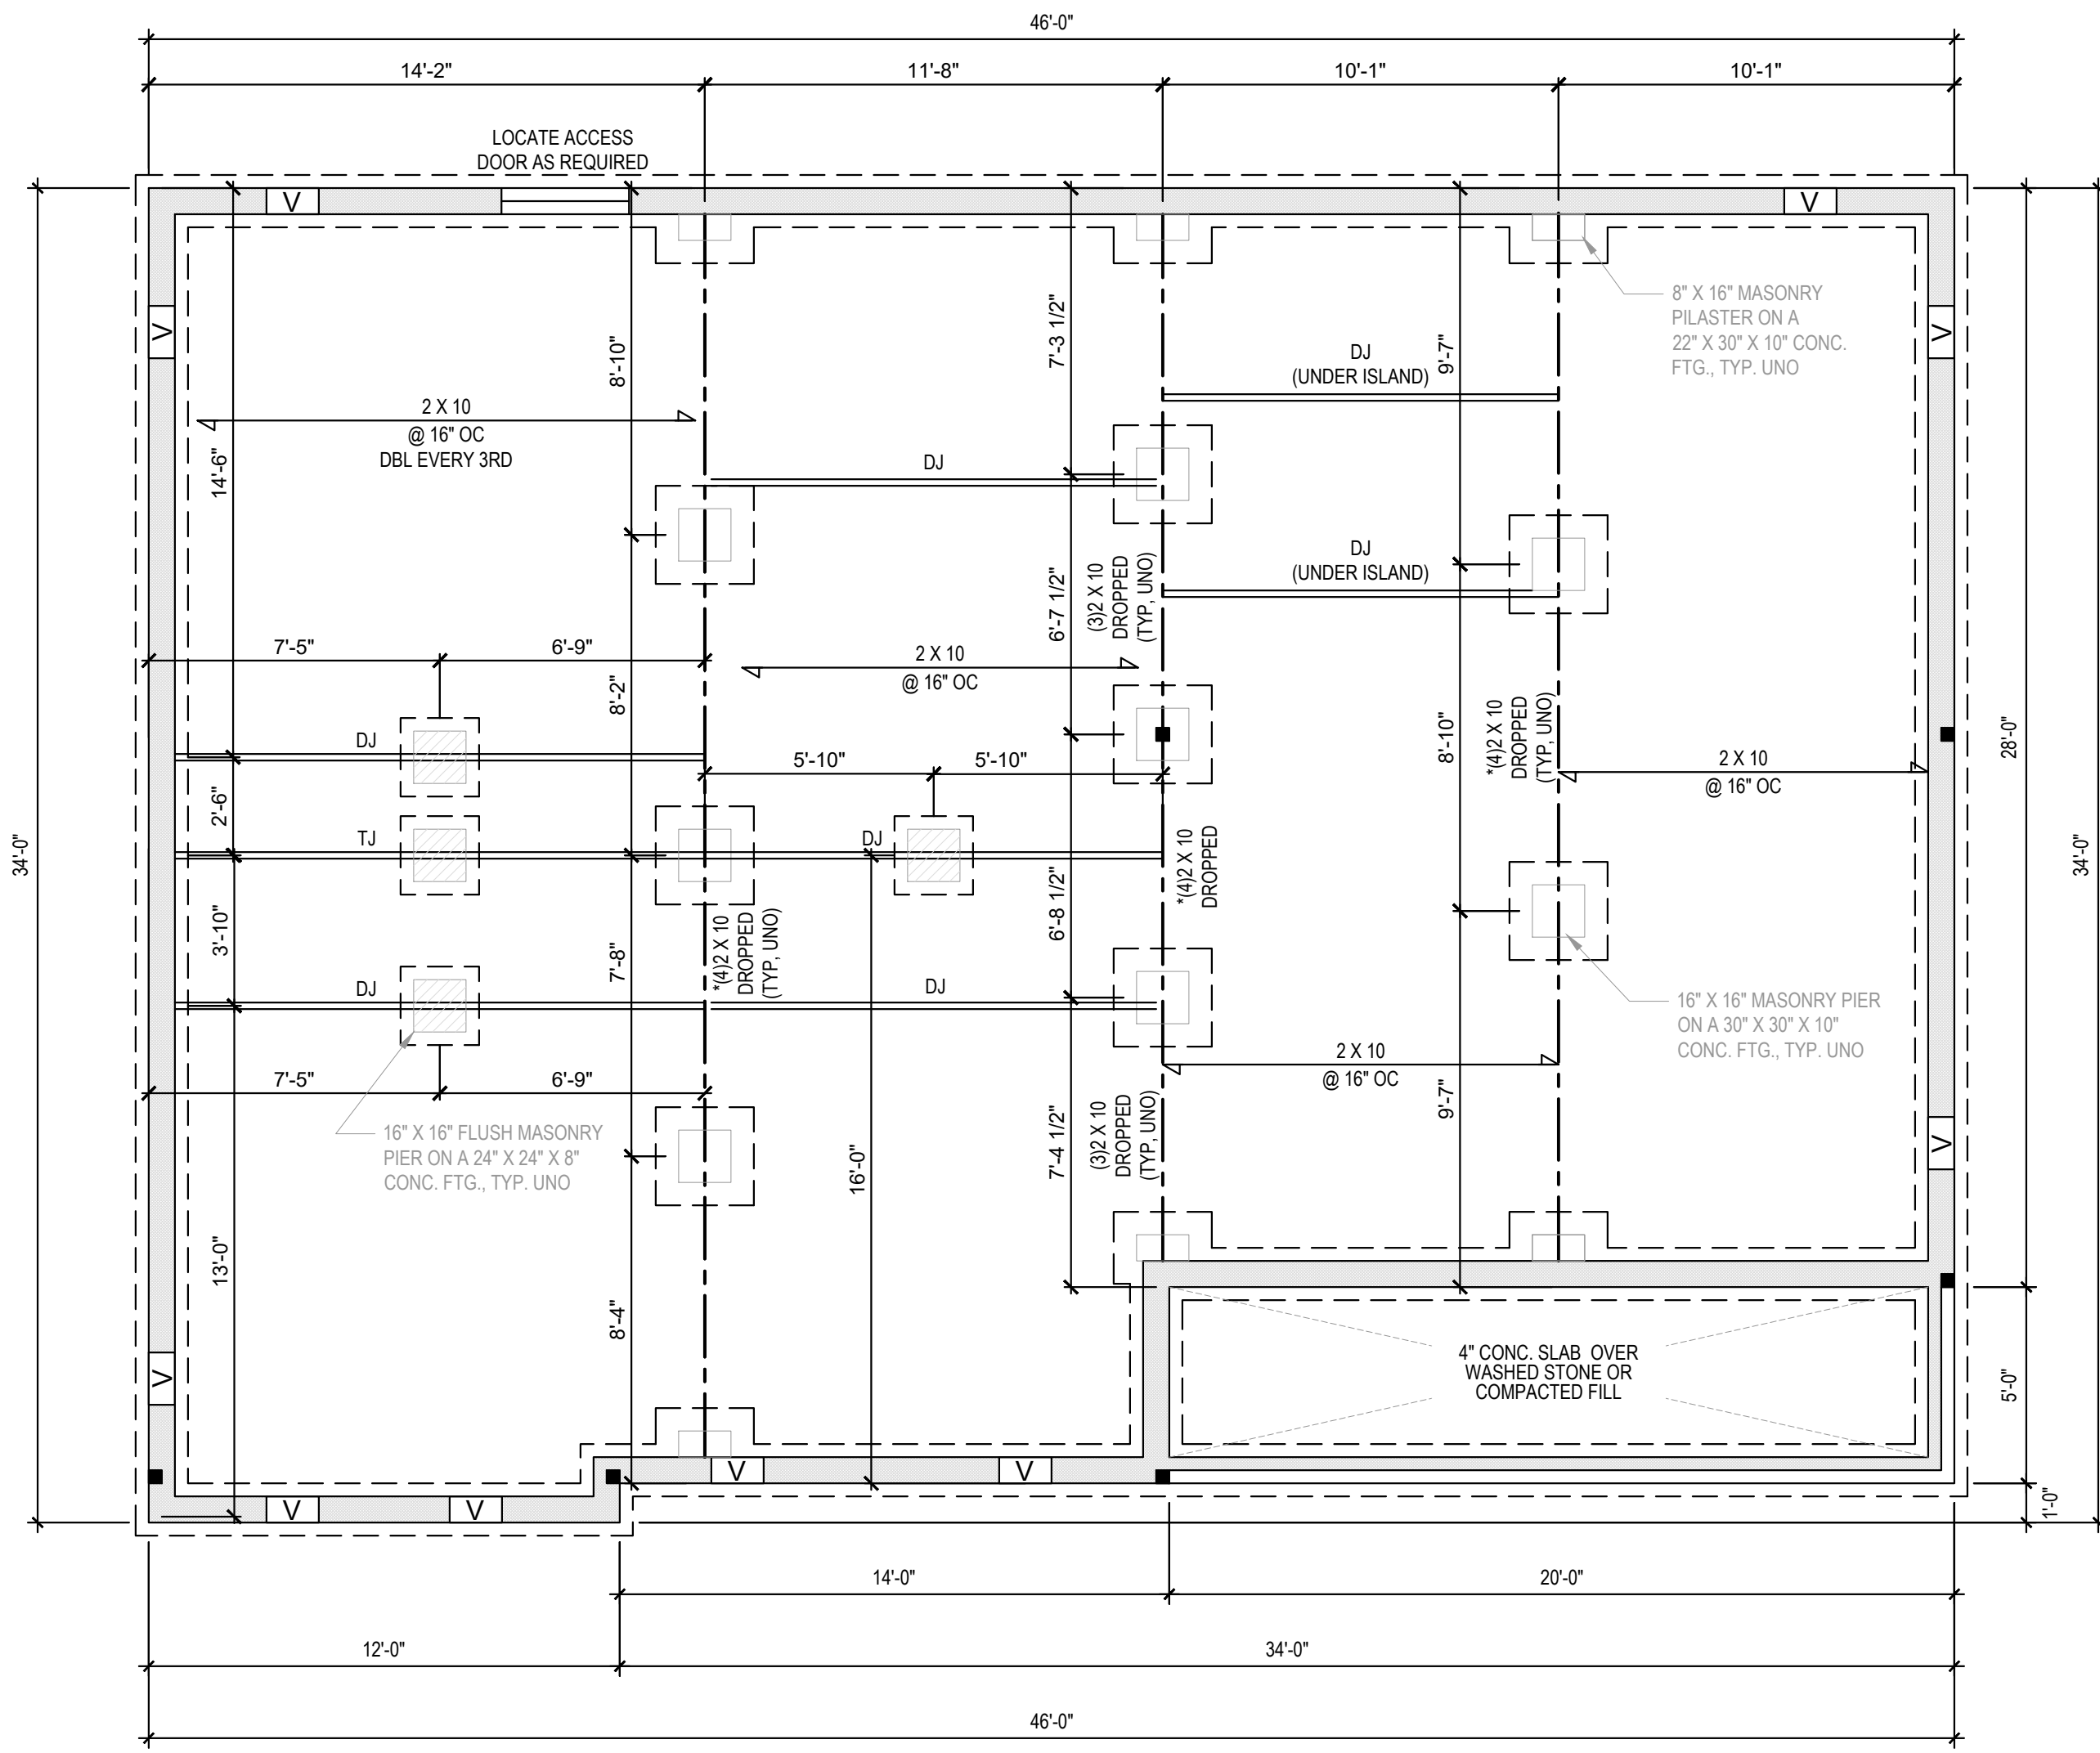 46'-0"
14'-2"
11'-8"
10'-1"
10'-1"
LOCATE ACCESS
DOOR AS REQUIRED
V
V
V
V
8" X 16" MASONRY
PILASTER ON A
22" X 30" X 10" CONC.
FTG., TYP. UNO
7'-3 1/2"
8'-10"
9'-7"
DJ
(UNDER ISLAND)
2 X 10
@ 16" OC
DBL EVERY 3RD
14'-6"
DJ
DJ
(UNDER ISLAND)
(3)2 X 10
DROPPED
(TYP, UNO)
6'-7 1/2"
7'-5"
6'-9"
2 X 10
@ 16" OC
8'-2"
8'-10"
*(4)2 X 10
DROPPED
(TYP, UNO)
28'-0"
DJ
5'-10"
5'-10"
2 X 10
@ 16" OC
2'-6"
34'-0"
34'-0"
TJ
DJ
*(4)2 X 10
DROPPED
6'-8 1/2"
3'-10"
7'-8"
*(4)2 X 10
DROPPED
(TYP, UNO)
DJ
DJ
16" X 16" MASONRY PIER
ON A 30" X 30" X 10"
CONC. FTG., TYP. UNO
2 X 10
@ 16" OC
7'-5"
6'-9"
9'-7"
16" X 16" FLUSH MASONRY
PIER ON A 24" X 24" X 8"
CONC. FTG., TYP. UNO
16'-0"
7'-4 1/2"
(3)2 X 10
DROPPED
(TYP, UNO)
V
13'-0"
8'-4"
4" CONC. SLAB OVER
WASHED STONE OR
COMPACTED FILL
V
5'-0"
V
V
V
V
1'-0"
14'-0"
20'-0"
12'-0"
34'-0"
46'-0"